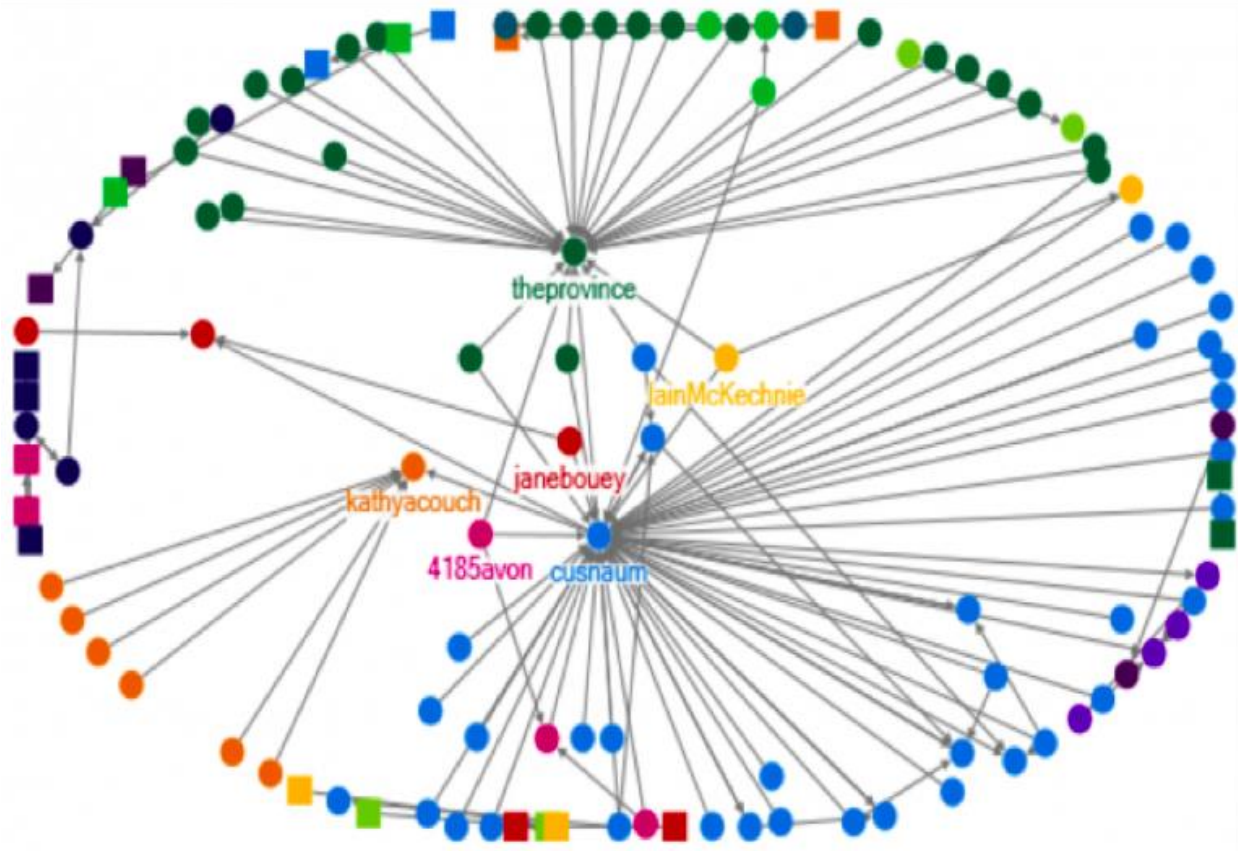 theprovince
IainMcKechnie
janebouey
kathyacouch
4185avon
cusnaum